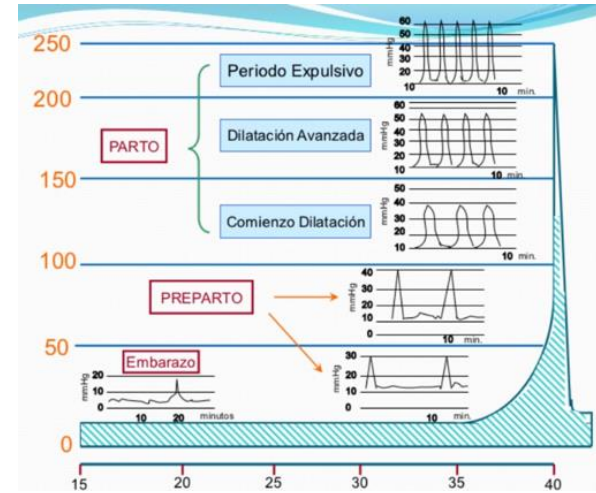 250
200
150
100
50
0
Periodo Expulsivo
mmHg
60
50
40
30
20
10
10 min.
PARTO
Dilatación Avanzada
mmHg
60
50
40
30
20
10
10 min.
Comienzo Dilatación
mmHg
50
40
30
20
10
10 min.
PREPARTO
mmHg
40
30
20
10
0
10 min.
mmHg
30
20
10
0
10 min.
Embarazo
mmHg
20
10
0
10 20 minutos
15 20 25 30 35 40